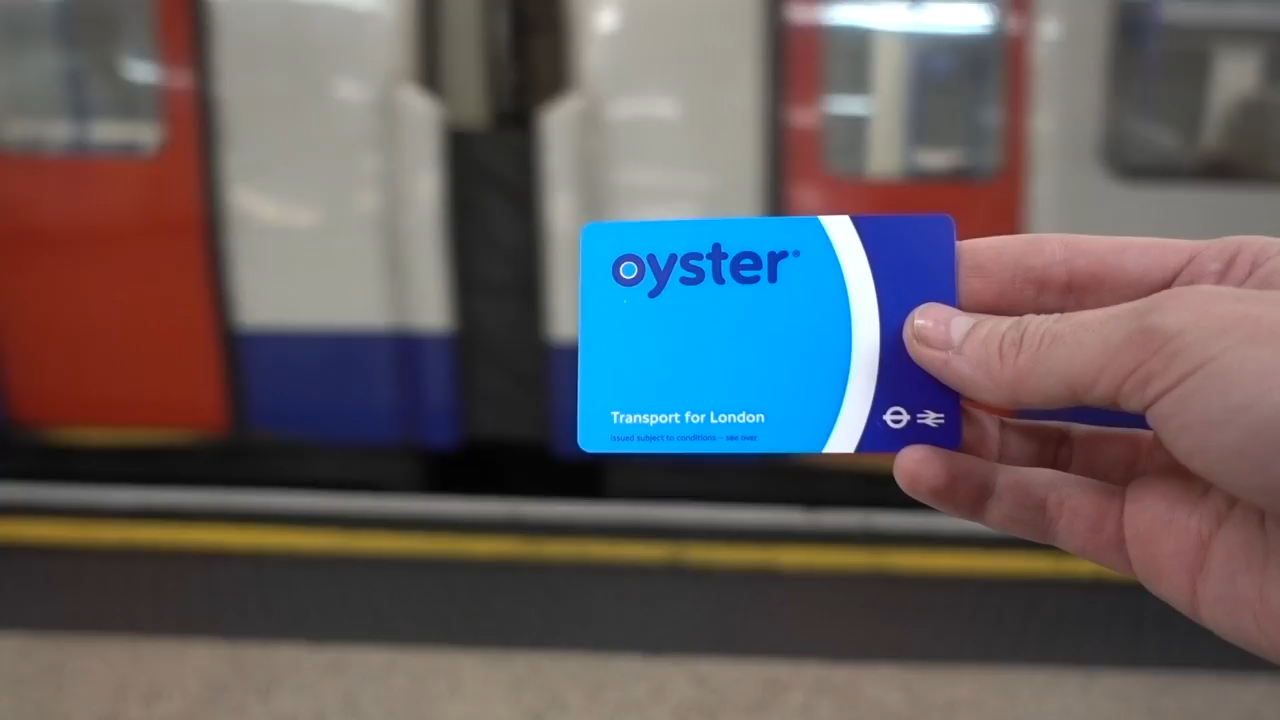 oyster®
Transport for London
Issued subject to conditions – see over